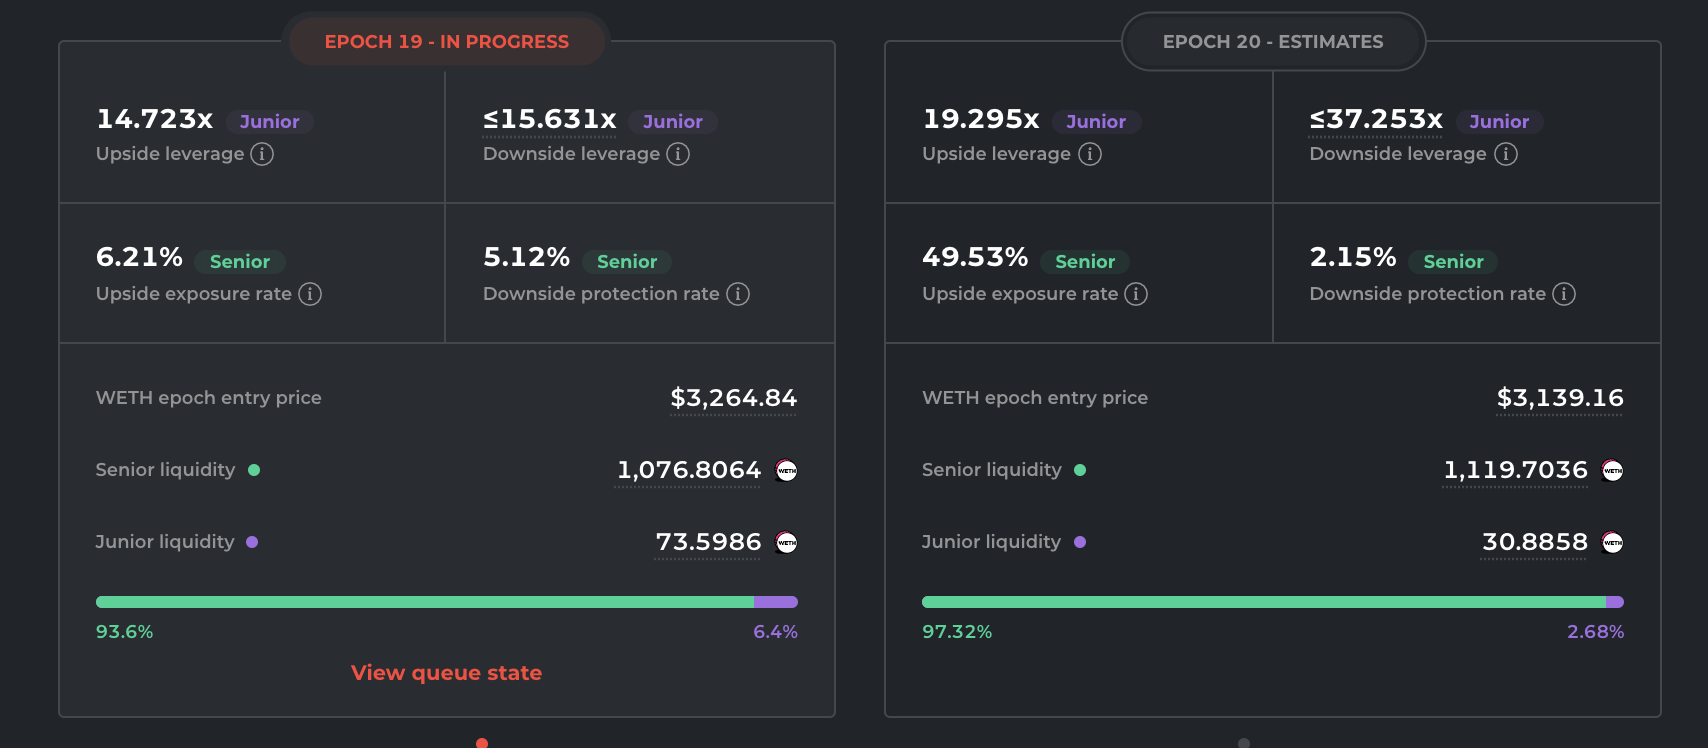 EPOCH 19 - IN PROGRESS
14.723x Junior
Upside leverage i
≤15.631x Junior
Downside leverage i
6.21% Senior
Upside exposure rate i
5.12% Senior
Downside protection rate i
WETH epoch entry price $3,264.84
Senior liquidity 1,076.8064 WETH
Junior liquidity 73.5986 WETH
93.6% 6.4%
View queue state
EPOCH 20 - ESTIMATES
19.295x Junior
Upside leverage i
≤37.253x Junior
Downside leverage i
49.53% Senior
Upside exposure rate i
2.15% Senior
Downside protection rate i
WETH epoch entry price $3,139.16
Senior liquidity 1,119.7036 WETH
Junior liquidity 30.8858 WETH
97.32% 2.68%